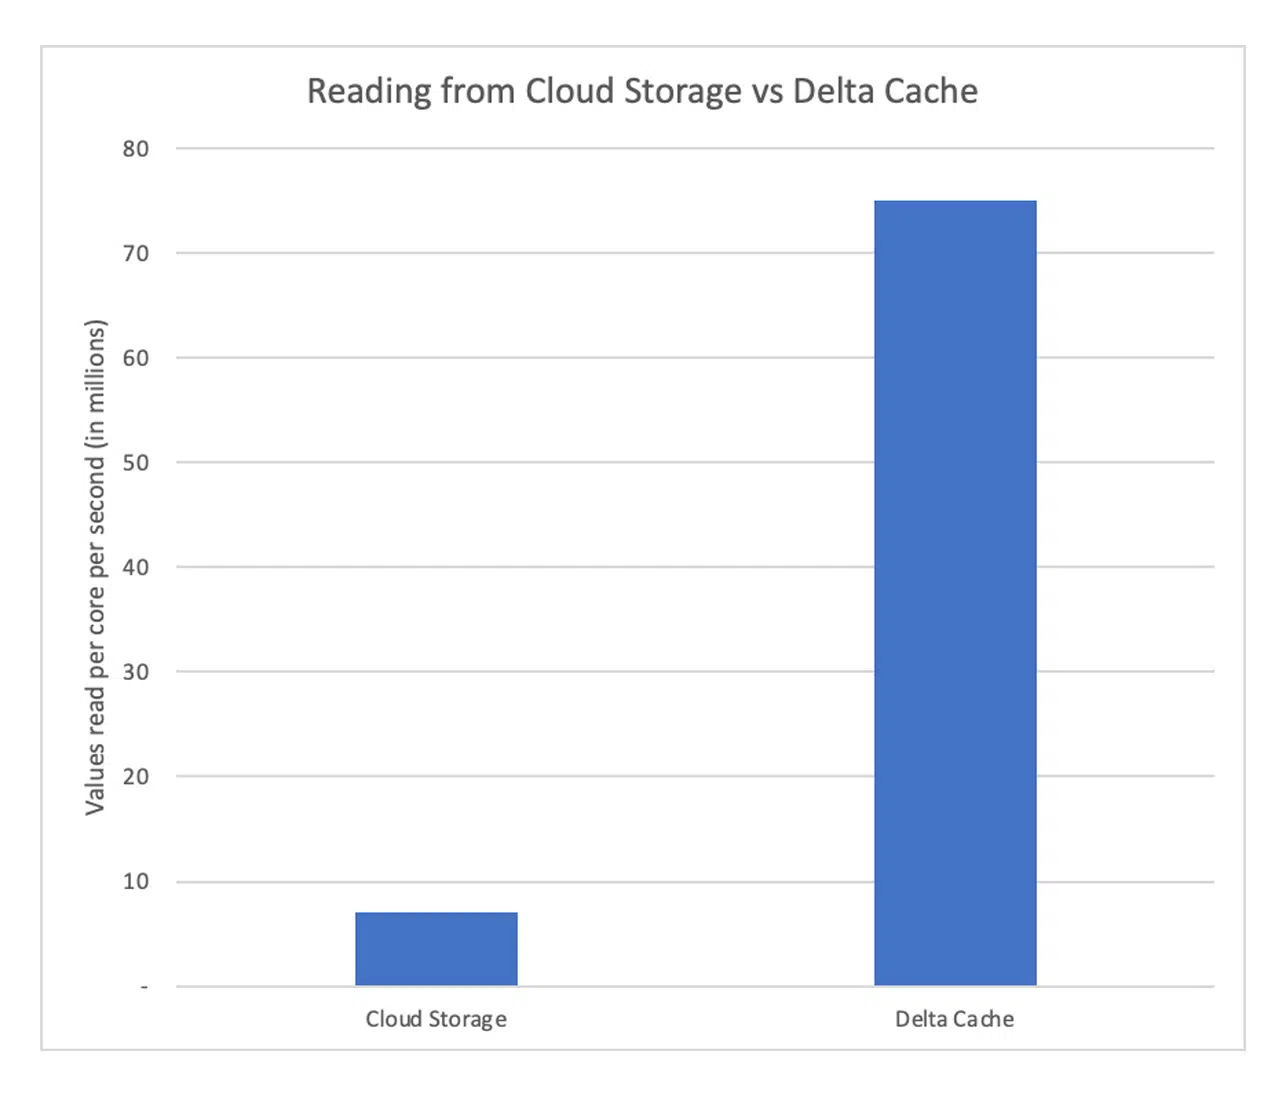 Reading from Cloud Storage vs Delta Cache
Values read per core per second (in millions)
80
70
60
50
40
30
20
10
-
Cloud Storage
Delta Cache